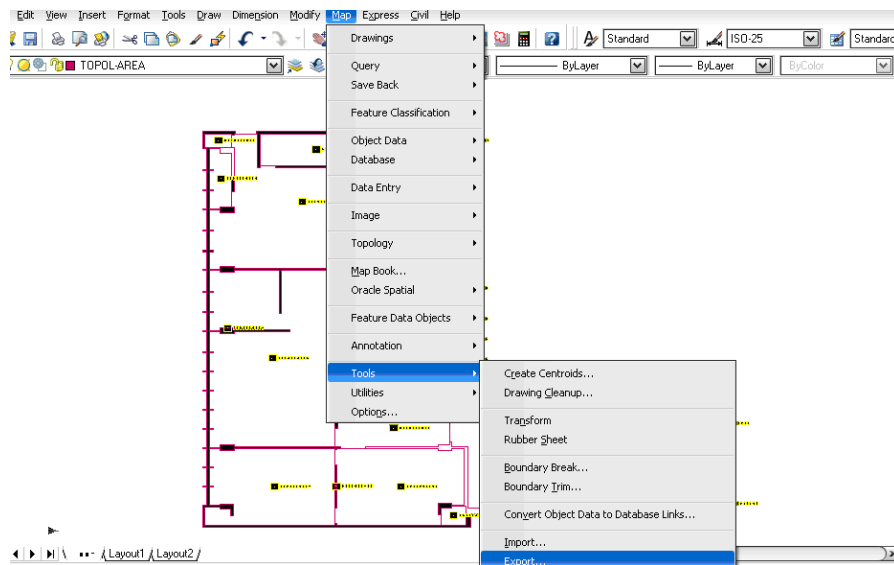 Edit View Insert Format Tools Draw Dimension Modify Map Express Civil Help
Standard ISO-25 Standard
TOPOL-AREA ByLayer ByLayer ByColor
Drawings
Query
Save Back
Feature Classification
Object Data
Database
Data Entry
Image
Topology
Map Book...
Oracle Spatial
Feature Data Objects
Annotation
Tools
Utilities
Options...
Create Centroids...
Drawing Cleanup...
Transform
Rubber Sheet
Boundary Break...
Boundary Trim...
Convert Object Data to Database Links...
Import...
Export...
Layout1 Layout2